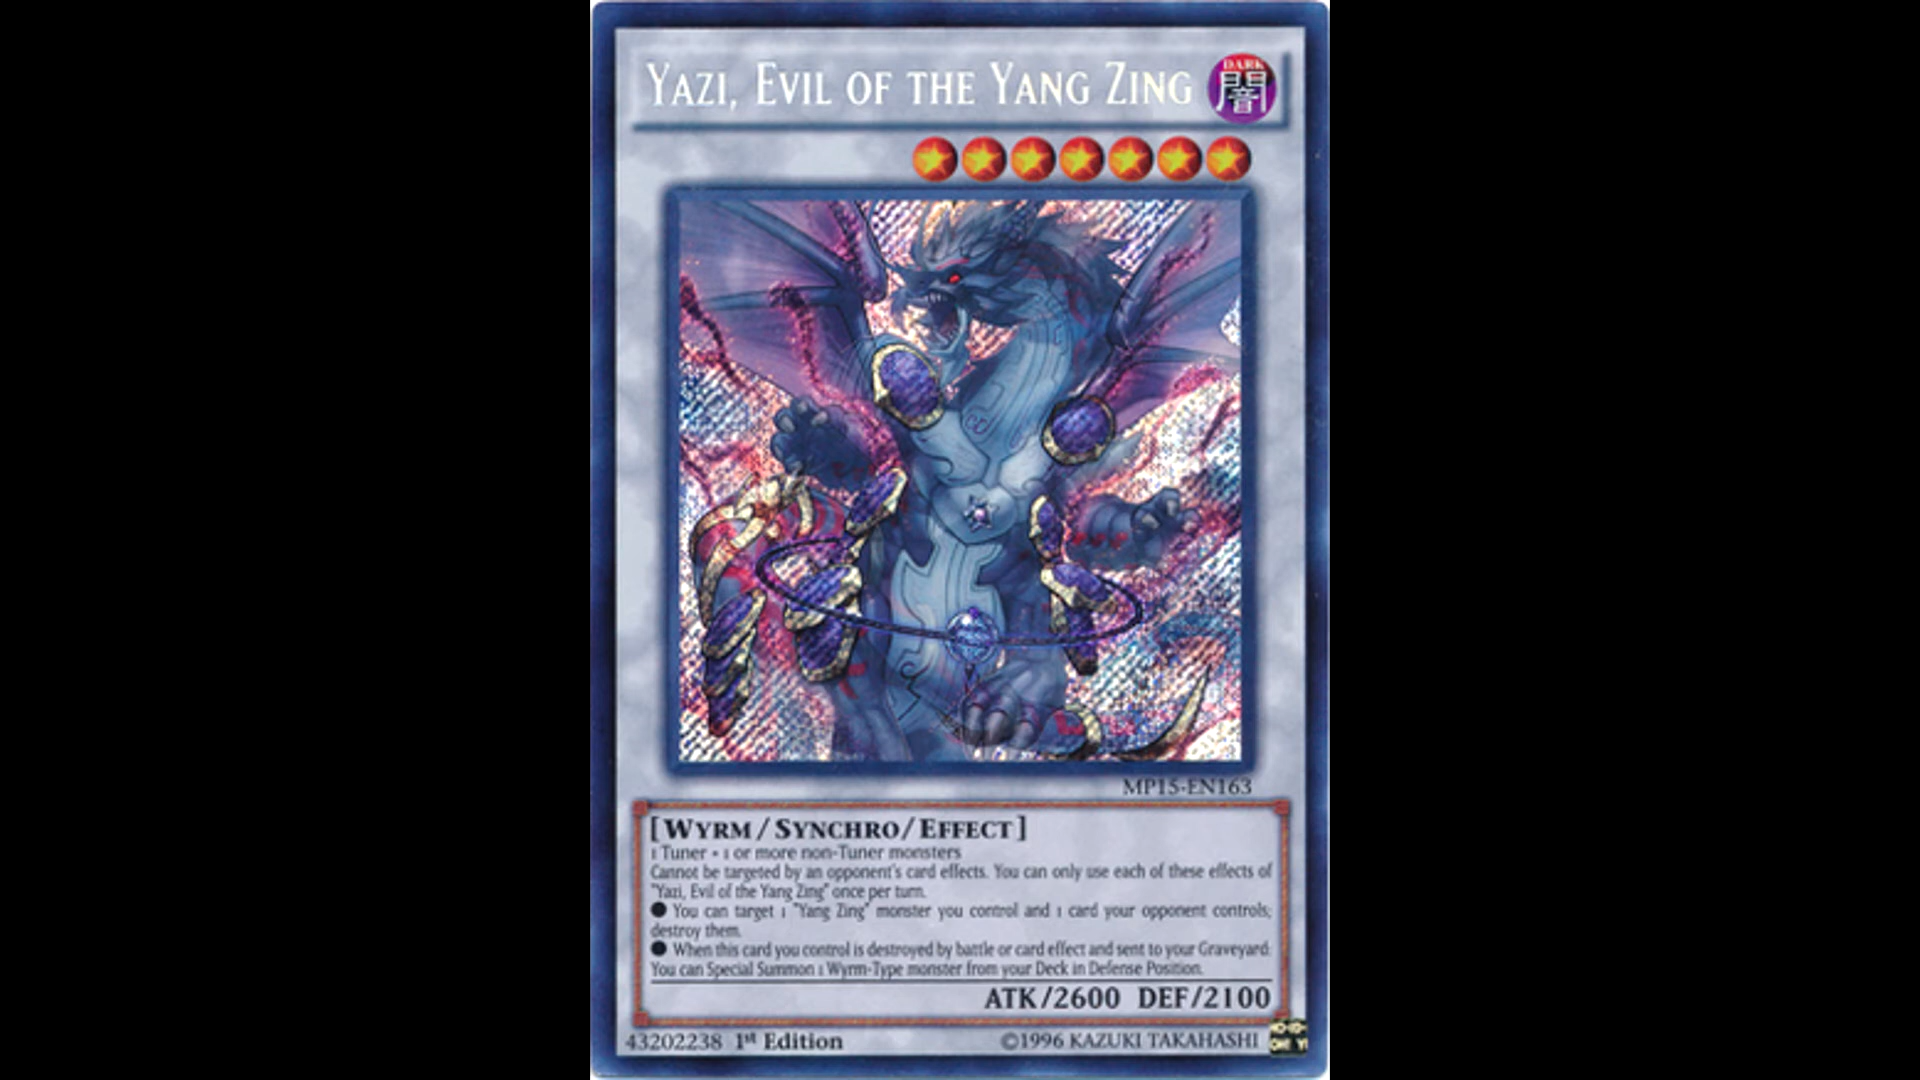 YAZI, EVIL OF THE YANG ZING
DARK
闇
MP15-EN163
[WYRM/SYNCHRO/EFFECT]
1 Tuner + 1 or more non-Tuner monsters
Cannot be targeted by an opponent's card effects. You can only use each of these effects of
"Yazi, Evil of the Yang Zing" once per turn.
● You can target 1 "Yang Zing" monster you control and 1 card your opponent controls;
destroy them.
● When this card you control is destroyed by battle or card effect and sent to your Graveyard:
You can Special Summon 1 Wyrm-Type monster from your Deck in Defense Position.
ATK/2600 DEF/2100
43202238 1st Edition
©1996 KAZUKI TAKAHASHI